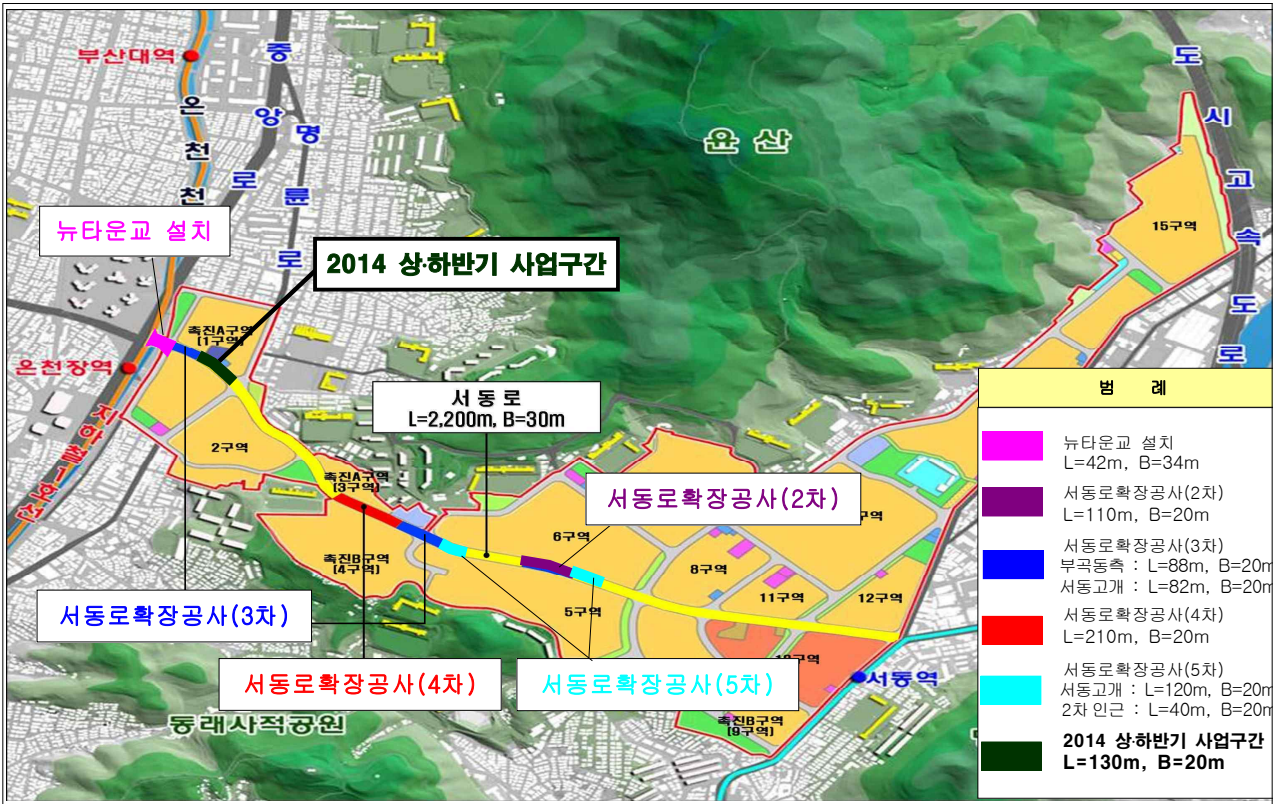 부산대역
중앙로
명륜로
온천천
윤산
도시고속도로
뉴타운교 설치
2014 상·하반기 사업구간
15구역
촉진A구역
(1구역)
온천장역
지하철1호선
2구역
서동로
L=2,200m, B=30m
촉진A구역
(3구역)
서동로확장공사(2차)
6구역
구역
촉진B구역
(4구역)
8구역
11구역
12구역
5구역
서동로확장공사(3차)
서동로확장공사(4차)
서동로확장공사(5차)
구역
서동역
촉진B구역
(9구역)
동래사적공원
범 례
뉴타운교 설치
L=42m, B=34m
서동로확장공사(2차)
L=110m, B=20m
서동로확장공사(3차)
부곡동측 : L=88m, B=20m
서동고개 : L=82m, B=20m
서동로확장공사(4차)
L=210m, B=20m
서동로확장공사(5차)
서동고개 : L=120m, B=20m
2차 인근 : L=40m, B=20m
2014 상·하반기 사업구간
L=130m, B=20m